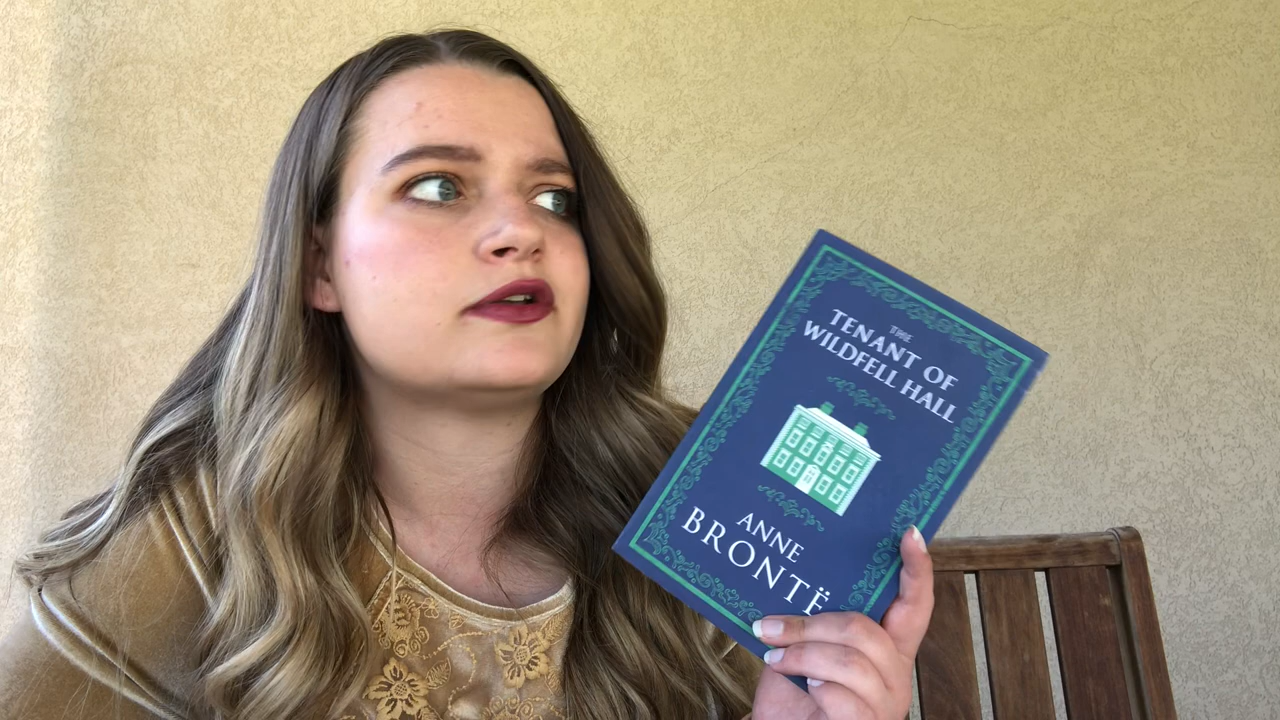 THE
TENANT OF
WILDFELL HALL
ANNE
BRONTË